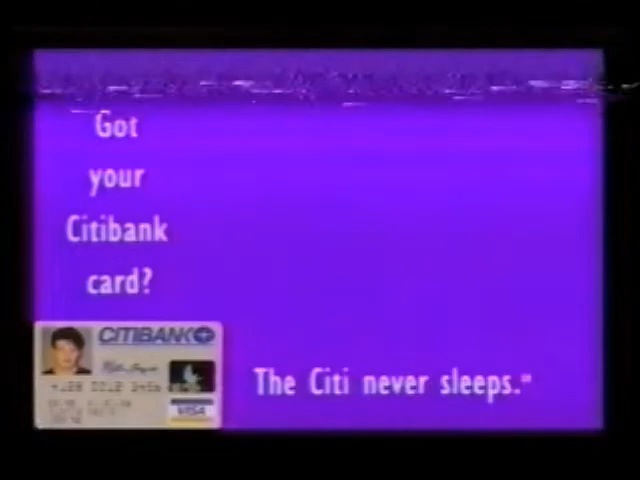 Got
your
Citibank
card?
CITIBANK
VISA
The Citi never sleeps.℠